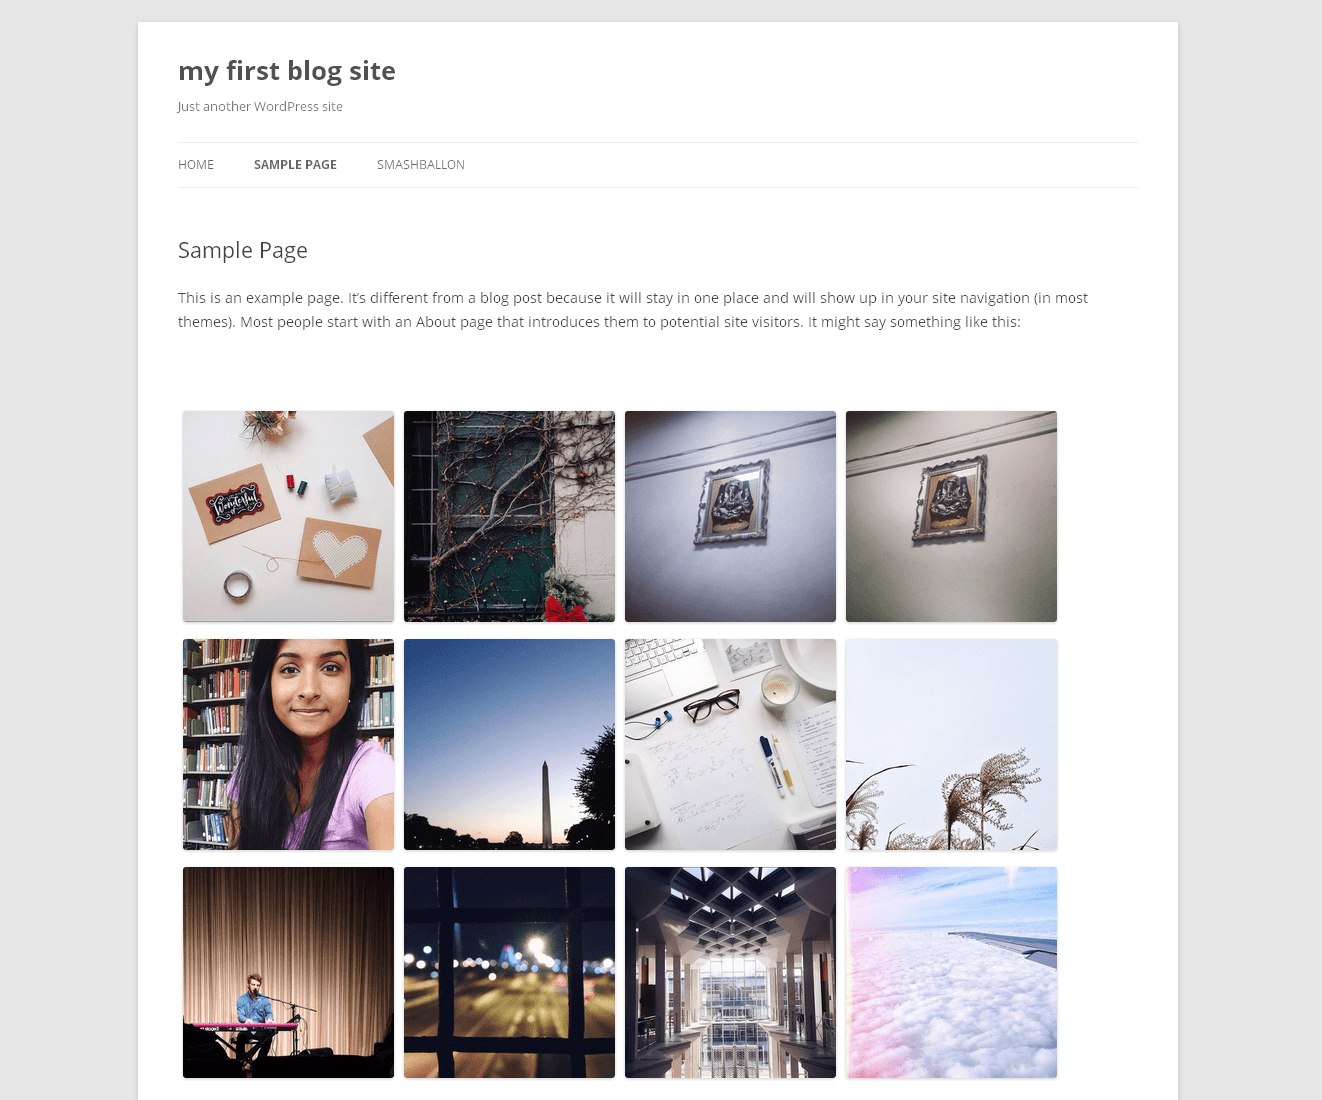 my first blog site
Just another WordPress site
HOME SAMPLE PAGE SMASHBALLON
Sample Page
This is an example page. It’s different from a blog post because it will stay in one place and will show up in your site navigation (in most
themes). Most people start with an About page that introduces them to potential site visitors. It might say something like this:
Wonderful